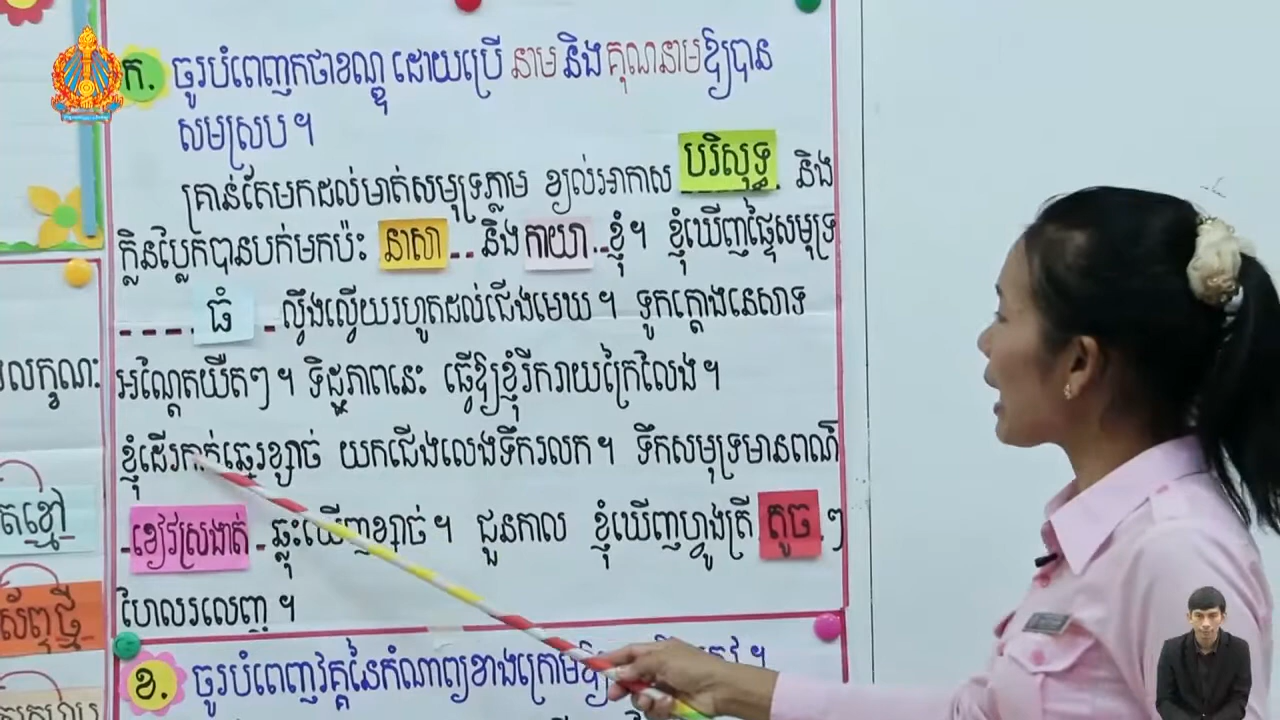 ក. ចូរបំពេញកថាខណ្ឌ ដោយប្រើ នាម និង គុណនាមឱ្យបាន
សមស្រប។
គ្រាន់តែមកដល់មាត់សមុទ្រភ្លាម ខ្យល់អាកាស បរិសុទ្ធ និង
ក្លិនប្លែកបានបក់មកប៉ះ នាសា និង កាយា ខ្ញុំ។ ខ្ញុំឃើញផ្ទៃសមុទ្រ
ធំ ល្វឹងល្វើយរហូតដល់ជើងមេឃ។ ទូកក្ដោងនេសាទ
អណ្ដែតយឺតៗ។ ទិដ្ឋភាពនេះ ធ្វើឱ្យខ្ញុំរីករាយក្រៃលែង។
ខ្ញុំដើរកាក់ឆ្នេរខ្សាច់ យកជើងលេងទឹករលក។ ទឹកសមុទ្រមានពណ៌
ខៀវស្រងាត់ ឆ្លុះឃើញខ្សាច់។ ជួនកាល ខ្ញុំឃើញហ្វូងត្រី តូច ៗ
ហែលរលេញ។
ខ. ចូរបំពេញវគ្គនៃកំណាព្យខាងក្រោមឱ្យ